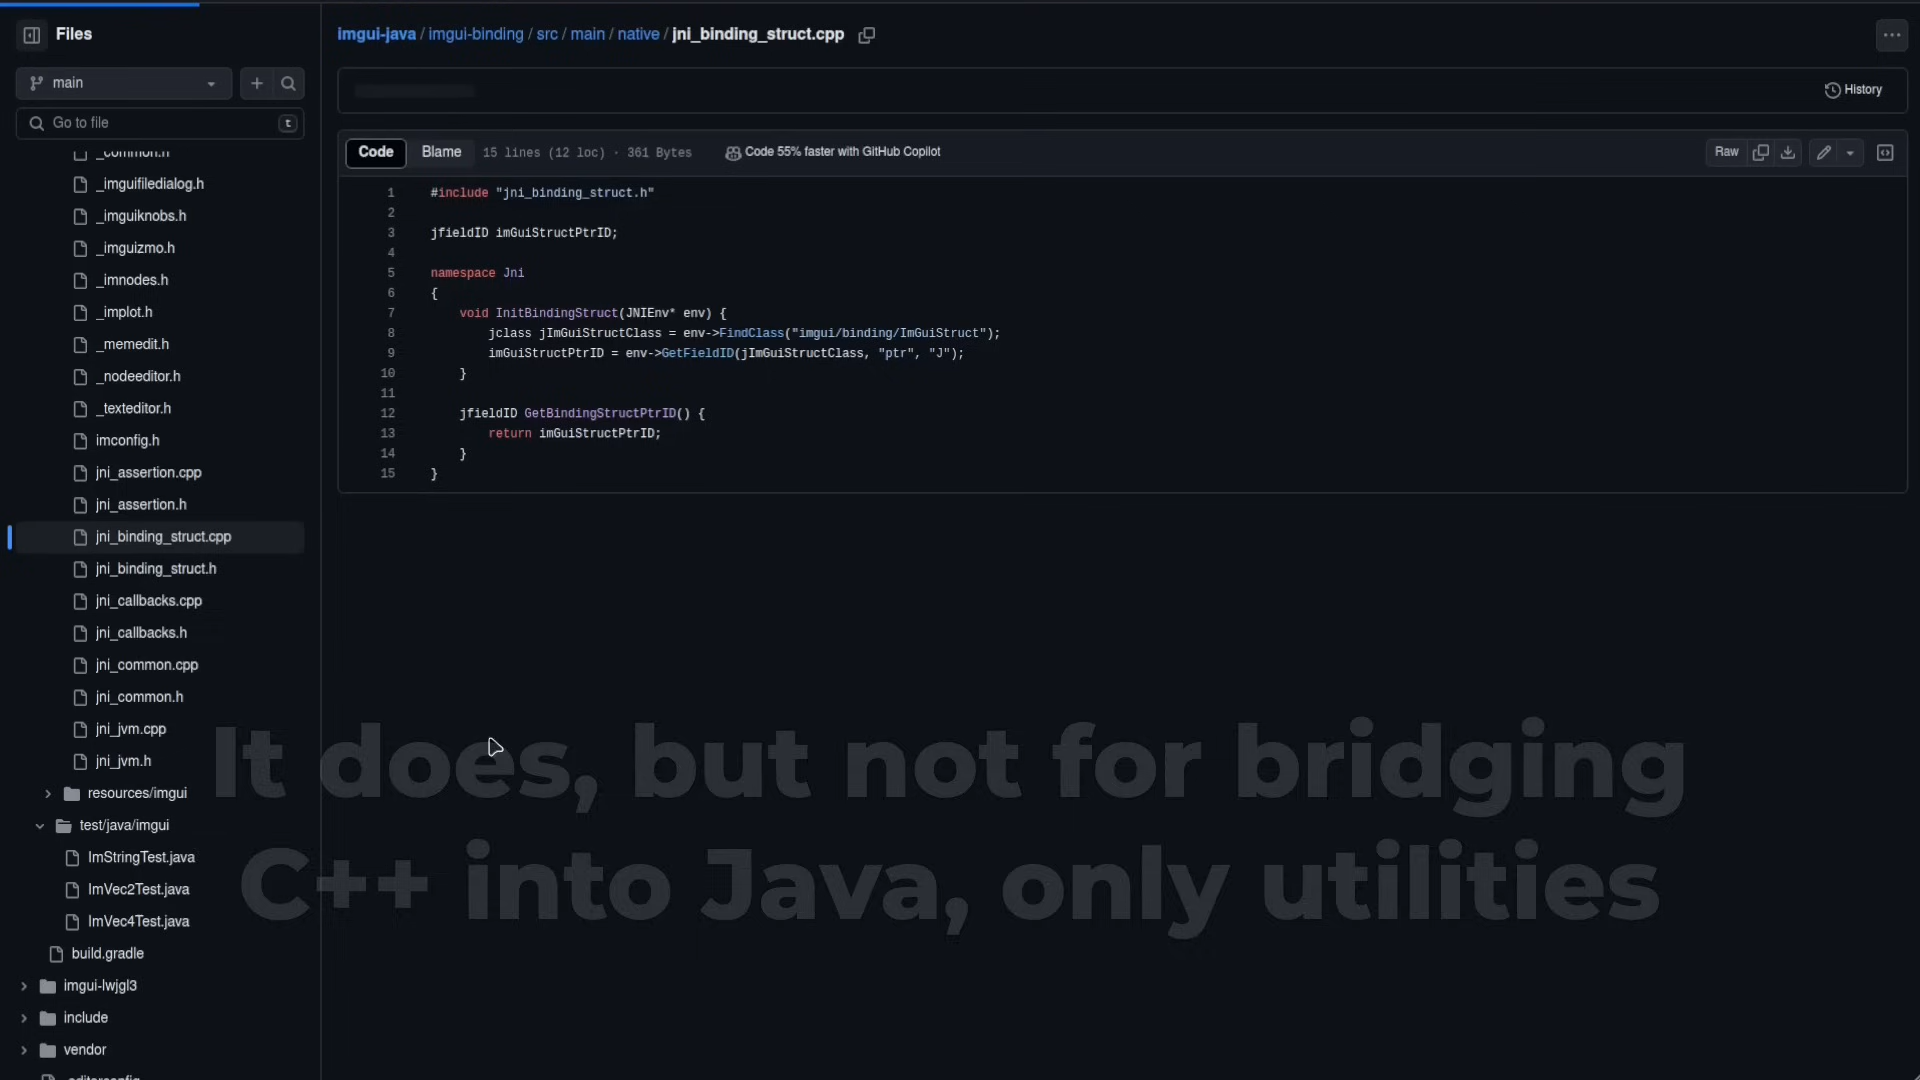 Files
imgui-java / imgui-binding / src / main / native / jni_binding_struct.cpp
main
History
Go to file
t
Code
Blame
15 lines (12 loc) · 361 Bytes
Code 55% faster with GitHub Copilot
Raw
_common.h
_imguifiledialog.h
_imguiknobs.h
_imguizmo.h
_imnodes.h
_implot.h
_memedit.h
_nodeeditor.h
_texteditor.h
imconfig.h
jni_assertion.cpp
jni_assertion.h
jni_binding_struct.cpp
jni_binding_struct.h
jni_callbacks.cpp
jni_callbacks.h
jni_common.cpp
jni_common.h
jni_jvm.cpp
jni_jvm.h
resources/imgui
test/java/imgui
ImStringTest.java
ImVec2Test.java
ImVec4Test.java
build.gradle
imgui-lwjgl3
include
vendor
.editorconfig
1 #include "jni_binding_struct.h"
2
3 jfieldID imGuiStructPtrID;
4
5 namespace Jni
6 {
7 void InitBindingStruct(JNIEnv* env) {
8 jclass jImGuiStructClass = env->FindClass("imgui/binding/ImGuiStruct");
9 imGuiStructPtrID = env->GetFieldID(jImGuiStructClass, "ptr", "J");
10 }
11
12 jfieldID GetBindingStructPtrID() {
13 return imGuiStructPtrID;
14 }
15 }
It does, but not for bridging
C++ into Java, only utilities